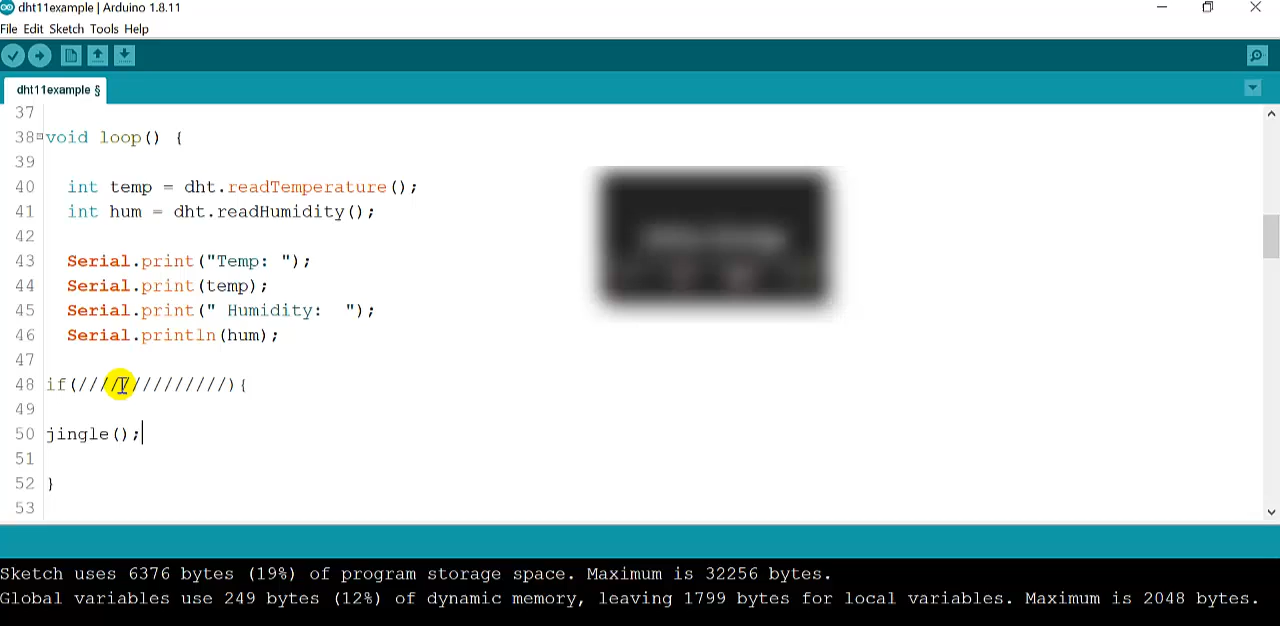 dht11example | Arduino 1.8.11
File Edit Sketch Tools Help
dht11example §
37
38 void loop() {
39
40 int temp = dht.readTemperature();
41 int hum = dht.readHumidity();
42
43 Serial.print("Temp: ");
44 Serial.print(temp);
45 Serial.print(" Humidity:  ");
46 Serial.println(hum);
47
48 if(//////////////){
49
50 jingle();
51
52 }
53
Sketch uses 6376 bytes (19%) of program storage space. Maximum is 32256 bytes.
Global variables use 249 bytes (12%) of dynamic memory, leaving 1799 bytes for local variables. Maximum is 2048 bytes.